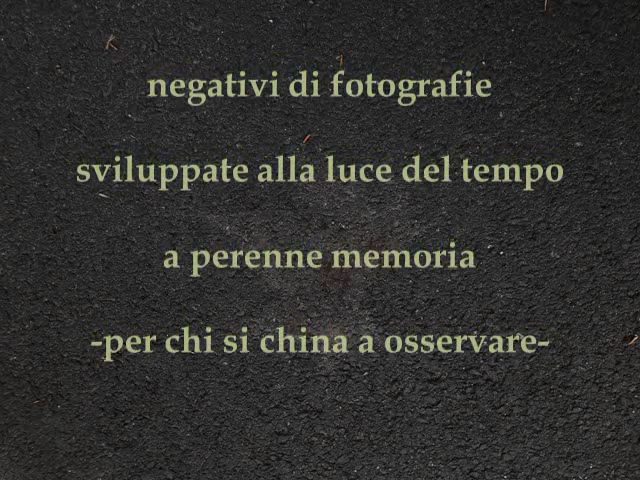 negativi di fotografie
sviluppate alla luce del tempo
a perenne memoria
-per chi si china a osservare-